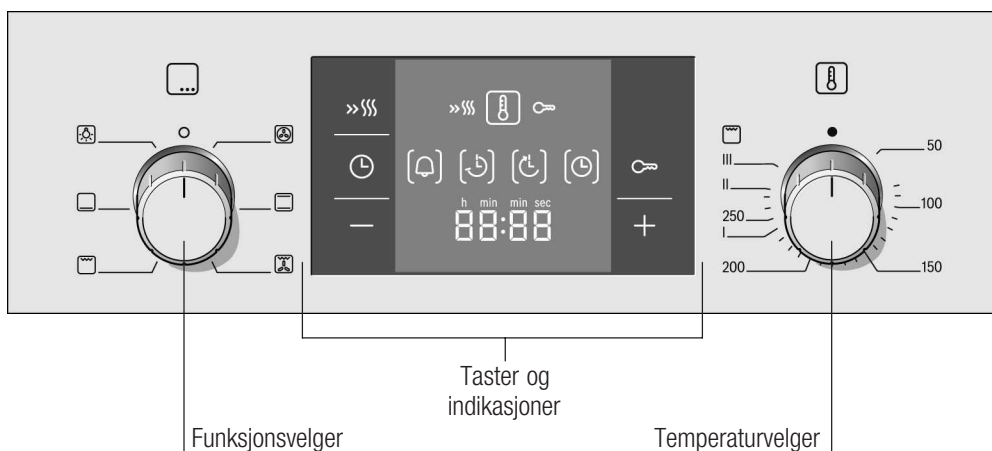 h min min sec
88:88
III
II
250
I
200
50
100
150
Taster og
indikasjoner
Funksjonsvelger
Temperaturvelger